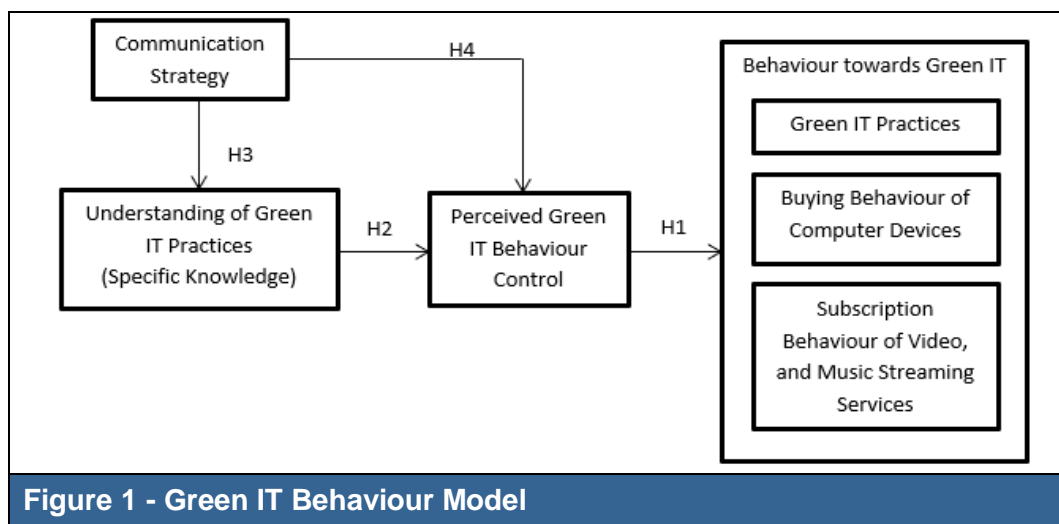 Communication
Strategy
H4
H3
Understanding of Green
IT Practices
(Specific Knowledge)
H2
Perceived Green
IT Behaviour
Control
H1
Behaviour towards Green IT
Green IT Practices
Buying Behaviour of
Computer Devices
Subscription
Behaviour of Video,
and Music Streaming
Services
Figure 1 - Green IT Behaviour Model